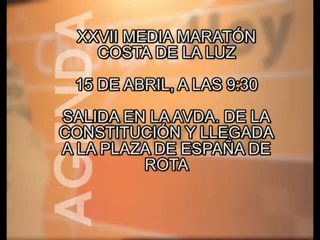 XXVII MEDIA MARATÓN
COSTA DE LA LUZ
15 DE ABRIL, A LAS 9:30
SALIDA EN LA AVDA. DE LA
CONSTITUCIÓN Y LLEGADA
A LA PLAZA DE ESPAÑA DE
ROTA
AGENDA
Hoy